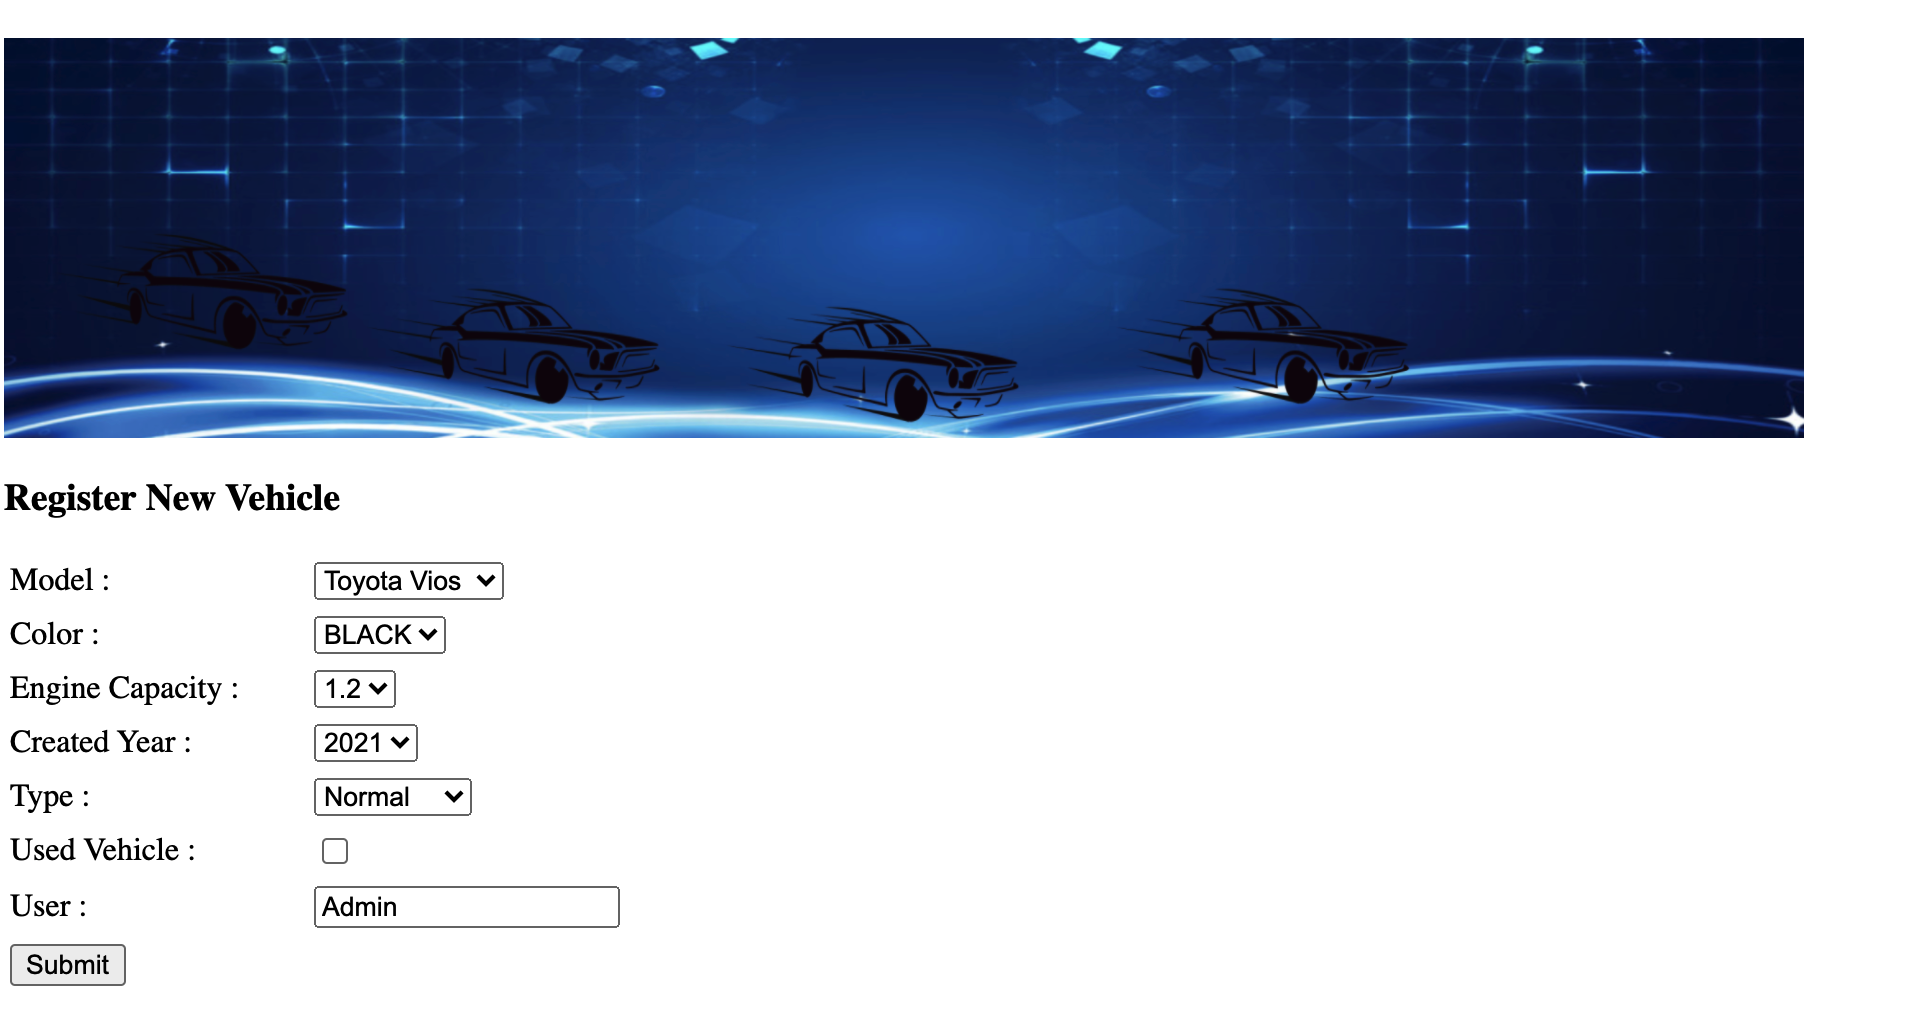 Register New Vehicle
Model : Toyota Vios
Color : BLACK
Engine Capacity : 1.2
Created Year : 2021
Type : Normal
Used Vehicle :
User : Admin
Submit